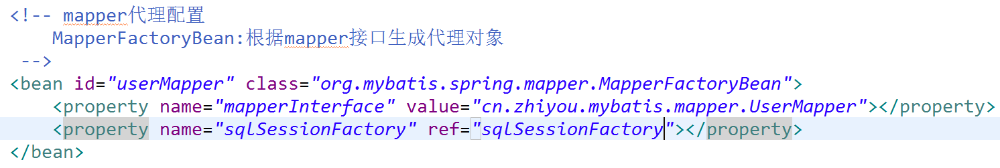 <!-- mapper代理配置
MapperFactoryBean:根据mapper接口生成代理对象
-->
<bean id="userMapper" class="org.mybatis.spring.mapper.MapperFactoryBean">
<property name="mapperInterface" value="cn.zhiyou.mybatis.mapper.UserMapper"></property>
<property name="sqlSessionFactory" ref="sqlSessionFactory"></property>
</bean>